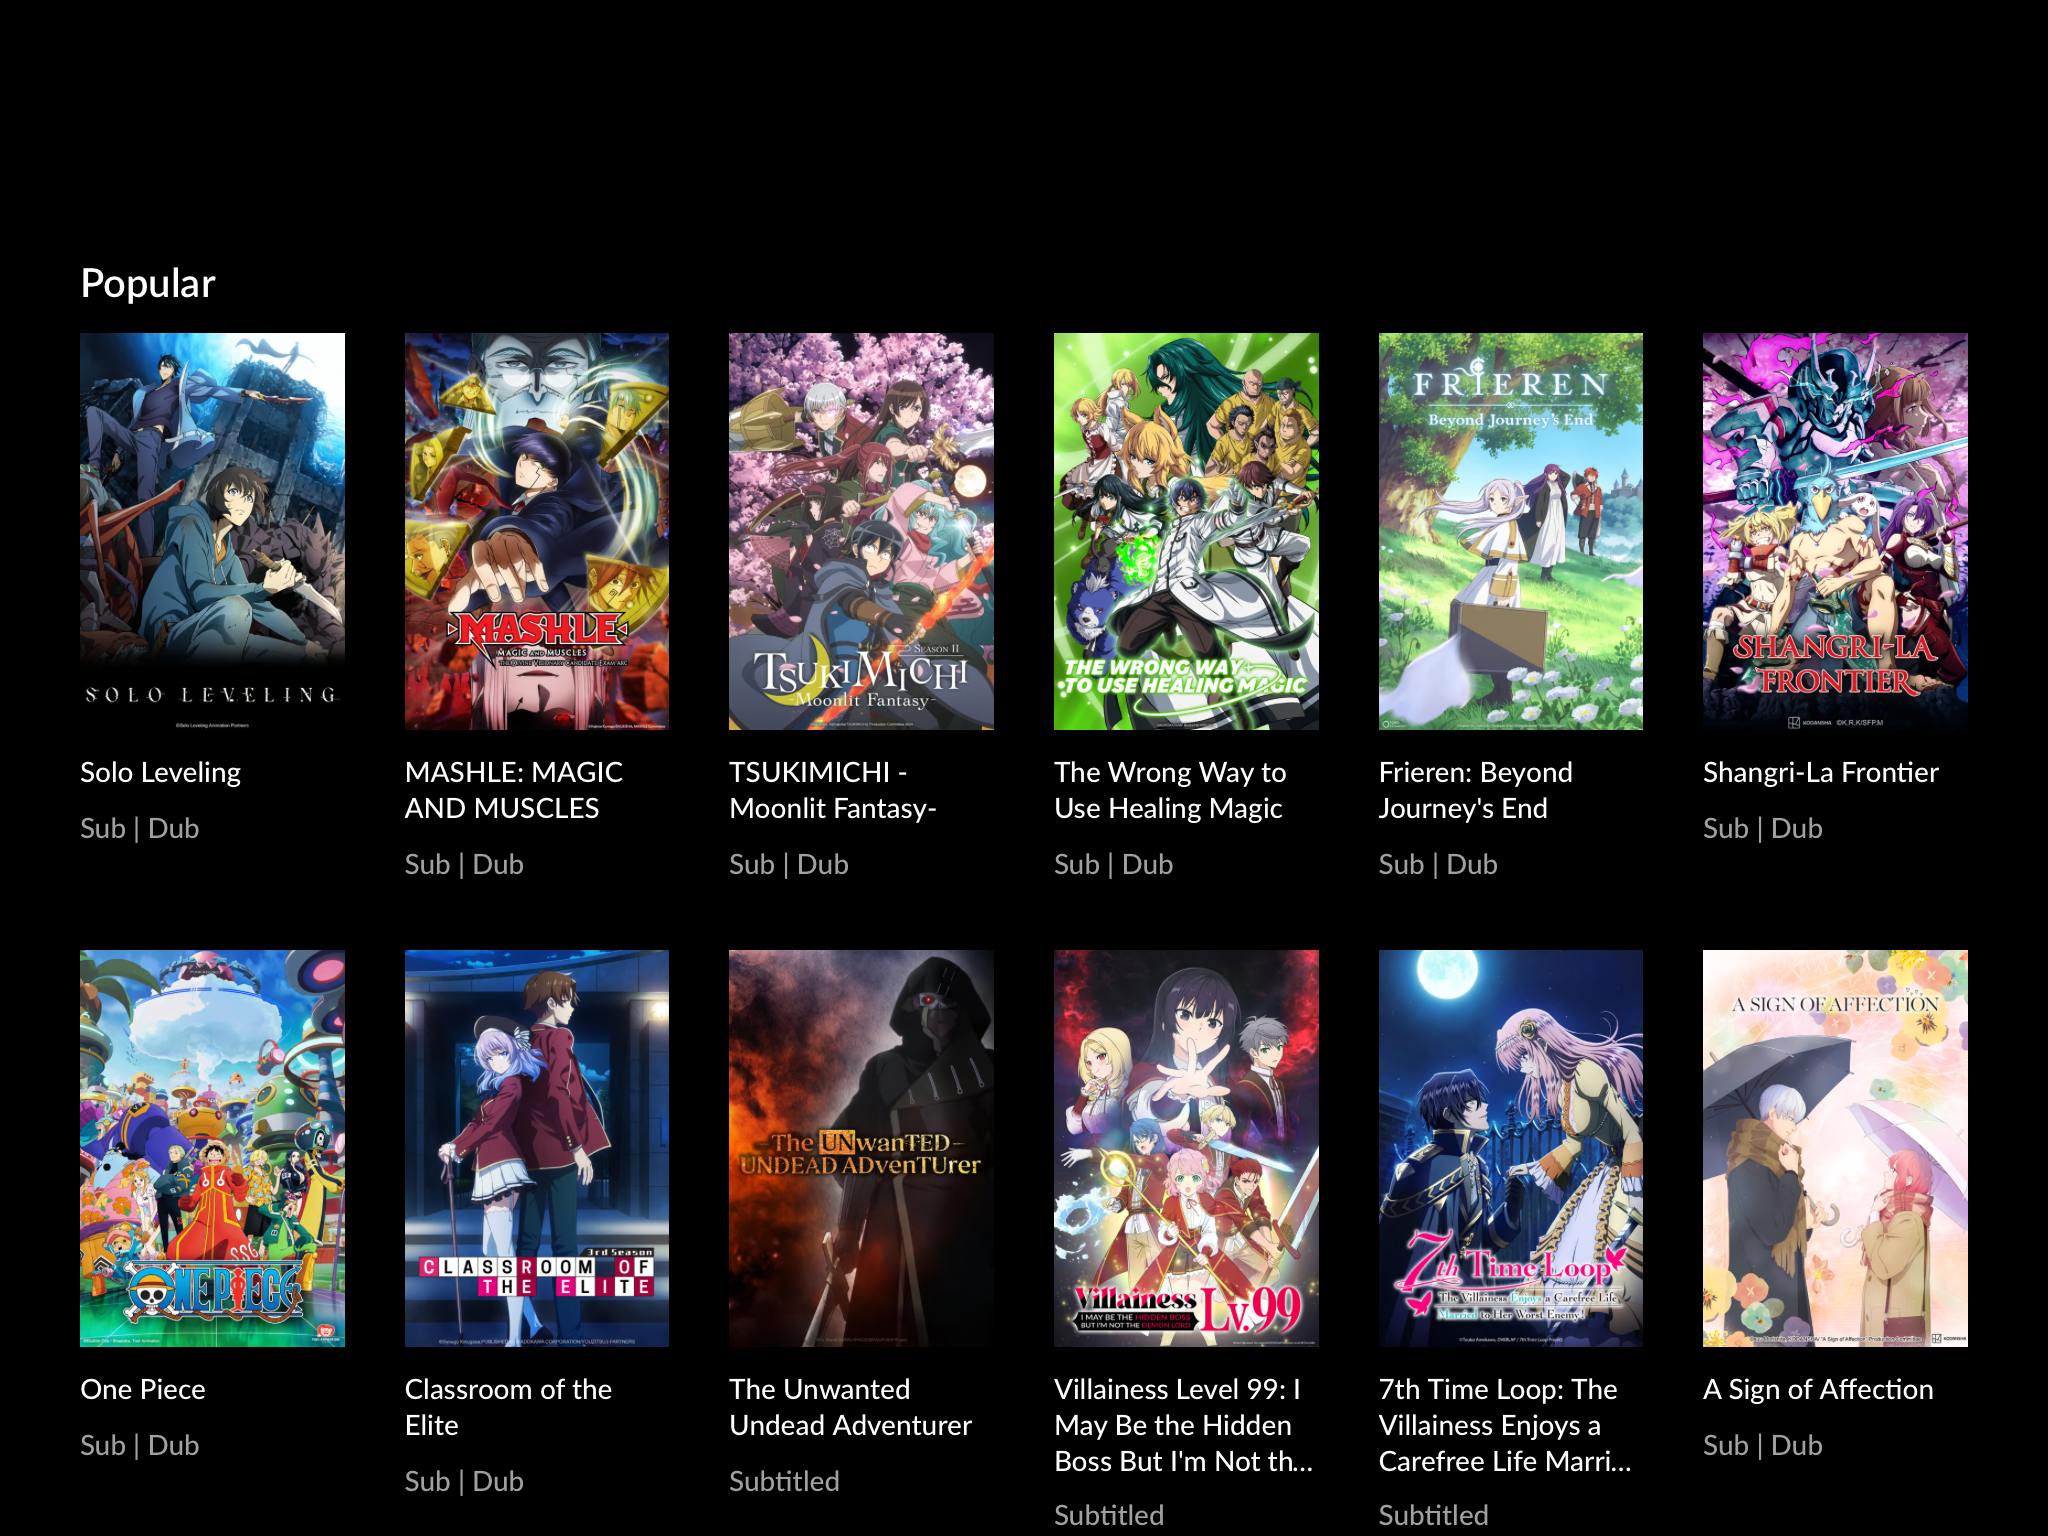 Popular
SOLO LEVELING
©Solo Leveling Animation Partners
MASHLE
MAGIC AND MUSCLES
THE DIVINE VISIONARY CANDIDATE EXAM ARC
SEASON II
TSUKIMICHI
-Moonlit Fantasy-
THE WRONG WAY
TO USE HEALING MAGIC
FRIEREN
Beyond Journey's End
SHANGRI-LA
FRONTIER
KODANSHA ©K,R,K/SFP,M
Solo Leveling
Sub | Dub
MASHLE: MAGIC
AND MUSCLES
Sub | Dub
TSUKIMICHI -
Moonlit Fantasy-
Sub | Dub
The Wrong Way to
Use Healing Magic
Sub | Dub
Frieren: Beyond
Journey's End
Sub | Dub
Shangri-La Frontier
Sub | Dub
ONE PIECE
3rd Season
CLASSROOM OF
THE ELITE
The UNwanTED
UNDEAD ADvenTUrer
Villainess Lv.99
I MAY BE THE HIDDEN BOSS
BUT I'M NOT THE DEMON LORD
7th Time Loop
The Villainess Enjoys a Carefree Life
Married to Her Worst Enemy!
A SIGN OF AFFECTION
One Piece
Sub | Dub
Classroom of the
Elite
Sub | Dub
The Unwanted
Undead Adventurer
Subtitled
Villainess Level 99: I
May Be the Hidden
Boss But I'm Not th...
Subtitled
7th Time Loop: The
Villainess Enjoys a
Carefree Life Marri...
Subtitled
A Sign of Affection
Sub | Dub